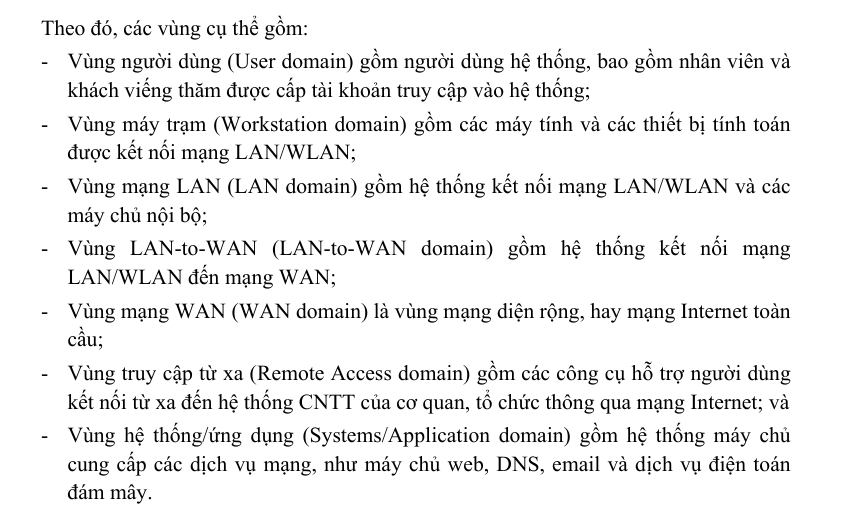 Theo đó, các vùng cụ thể gồm:
- Vùng người dùng (User domain) gồm người dùng hệ thống, bao gồm nhân viên và
khách viếng thăm được cấp tài khoản truy cập vào hệ thống;
- Vùng máy trạm (Workstation domain) gồm các máy tính và các thiết bị tính toán
được kết nối mạng LAN/WLAN;
- Vùng mạng LAN (LAN domain) gồm hệ thống kết nối mạng LAN/WLAN và các
máy chủ nội bộ;
- Vùng LAN-to-WAN (LAN-to-WAN domain) gồm hệ thống kết nối mạng
LAN/WLAN đến mạng WAN;
- Vùng mạng WAN (WAN domain) là vùng mạng diện rộng, hay mạng Internet toàn
cầu;
- Vùng truy cập từ xa (Remote Access domain) gồm các công cụ hỗ trợ người dùng
kết nối từ xa đến hệ thống CNTT của cơ quan, tổ chức thông qua mạng Internet; và
- Vùng hệ thống/ứng dụng (Systems/Application domain) gồm hệ thống máy chủ
cung cấp các dịch vụ mạng, như máy chủ web, DNS, email và dịch vụ điện toán
đám mây.